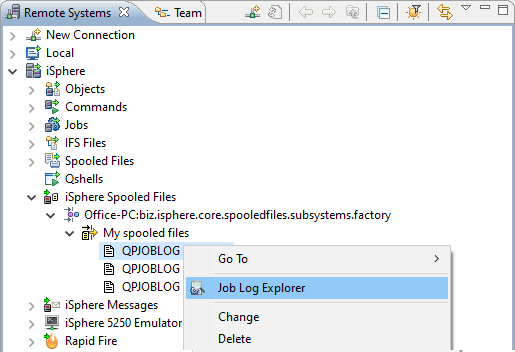 Remote Systems
Team
New Connection
Local
iSphere
Objects
Commands
Jobs
IFS Files
Spooled Files
Qshells
iSphere Spooled Files
Office-PC:biz.isphere.core.spooledfiles.subsystems.factory
My spooled files
QPJOBLOG
QPJOBLOG
QPJOBLOG
Go To
Job Log Explorer
Change
Delete
iSphere Messages
iSphere 5250 Emulator
Rapid Fire